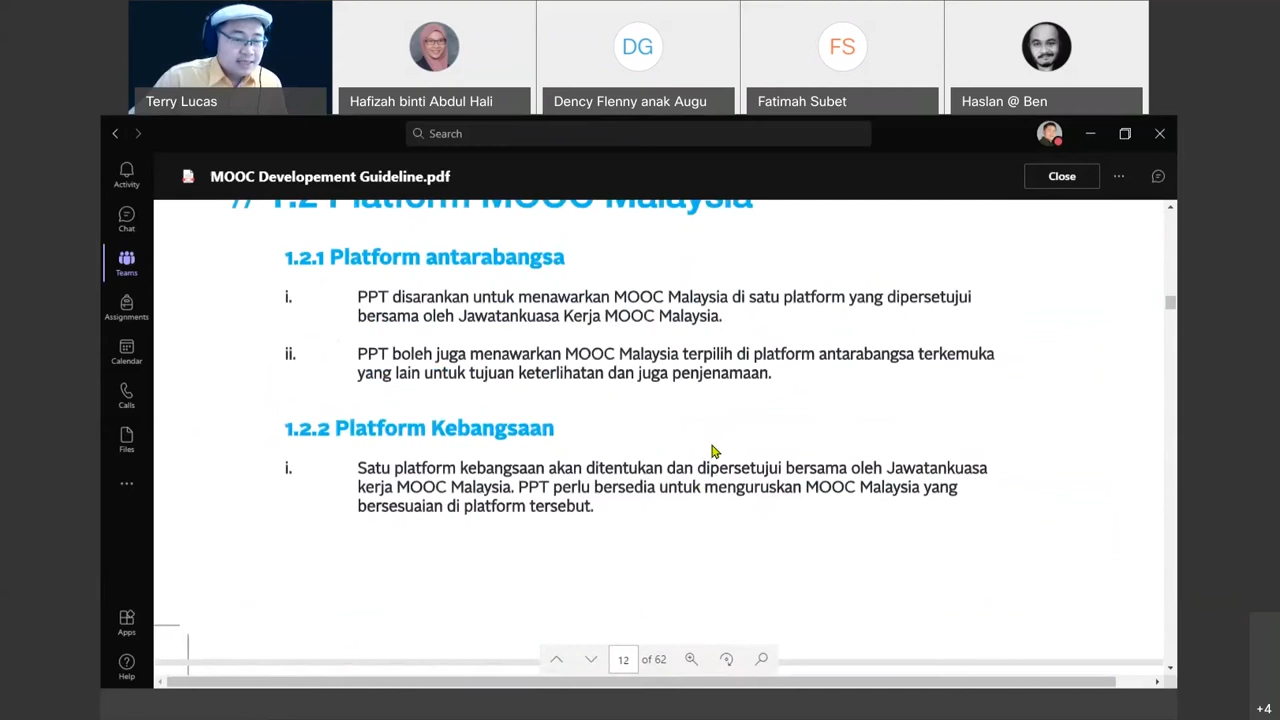 DG
FS
Terry Lucas
Hafizah binti Abdul Hali
Dency Flenny anak Augu
Fatimah Subet
Haslan @ Ben
Search
Activity
Chat
Teams
Assignments
Calendar
Calls
Files
Apps
Help
MOOC Developement Guideline.pdf
Close
// 1.2 Platform MOOC Malaysia
1.2.1 Platform antarabangsa
i. PPT disarankan untuk menawarkan MOOC Malaysia di satu platform yang dipersetujui
bersama oleh Jawatankuasa Kerja MOOC Malaysia.
ii. PPT boleh juga menawarkan MOOC Malaysia terpilih di platform antarabangsa terkemuka
yang lain untuk tujuan keterlihatan dan juga penjenamaan.
1.2.2 Platform Kebangsaan
i. Satu platform kebangsaan akan ditentukan dan dipersetujui bersama oleh Jawatankuasa
kerja MOOC Malaysia. PPT perlu bersedia untuk menguruskan MOOC Malaysia yang
bersesuaian di platform tersebut.
12 of 62
+4